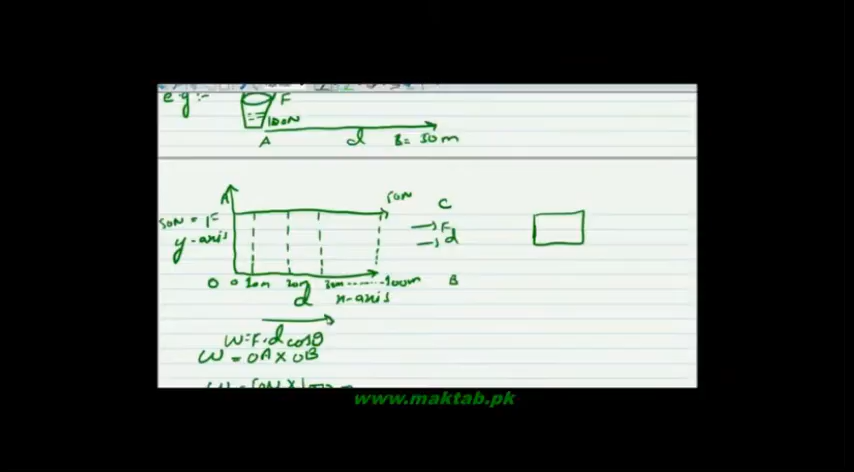 e.g:-
F
100N
A d B= 50m
50N
A
C
50N = F
F
y-axis
d
O 0 10m 20m 30m ------- 100m B
d x-axis
W=F.d cosθ
W = OA X OB
www.maktab.pk